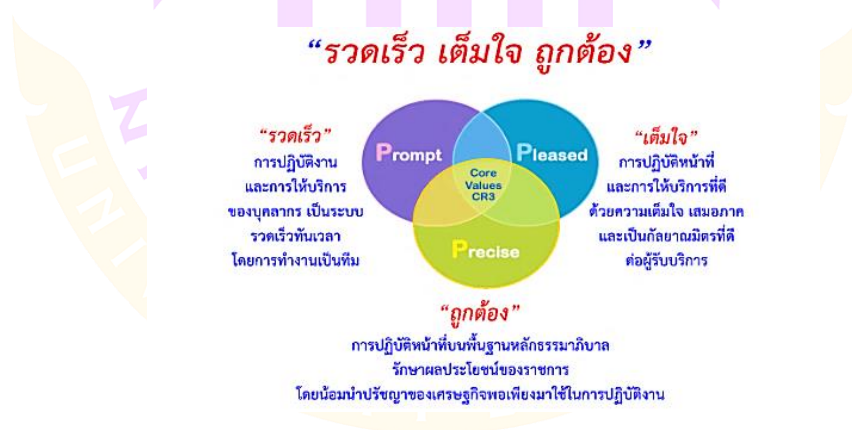 “รวดเร็ว เต็มใจ ถูกต้อง”
“รวดเร็ว”
การปฏิบัติงาน
และการให้บริการ
ของบุคลากร เป็นระบบ
รวดเร็วทันเวลา
โดยการทำงานเป็นทีม
Prompt
Pleased
Core
Values
CR3
Precise
“เต็มใจ”
การปฏิบัติหน้าที่
และการให้บริการที่ดี
ด้วยความเต็มใจ เสมอภาค
และเป็นกัลยาณมิตรที่ดี
ต่อผู้รับบริการ
“ถูกต้อง”
การปฏิบัติหน้าที่บนพื้นฐานหลักธรรมาภิบาล
รักษาผลประโยชน์ของราชการ
โดยน้อมนำปรัชญาของเศรษฐกิจพอเพียงมาใช้ในการปฏิบัติงาน